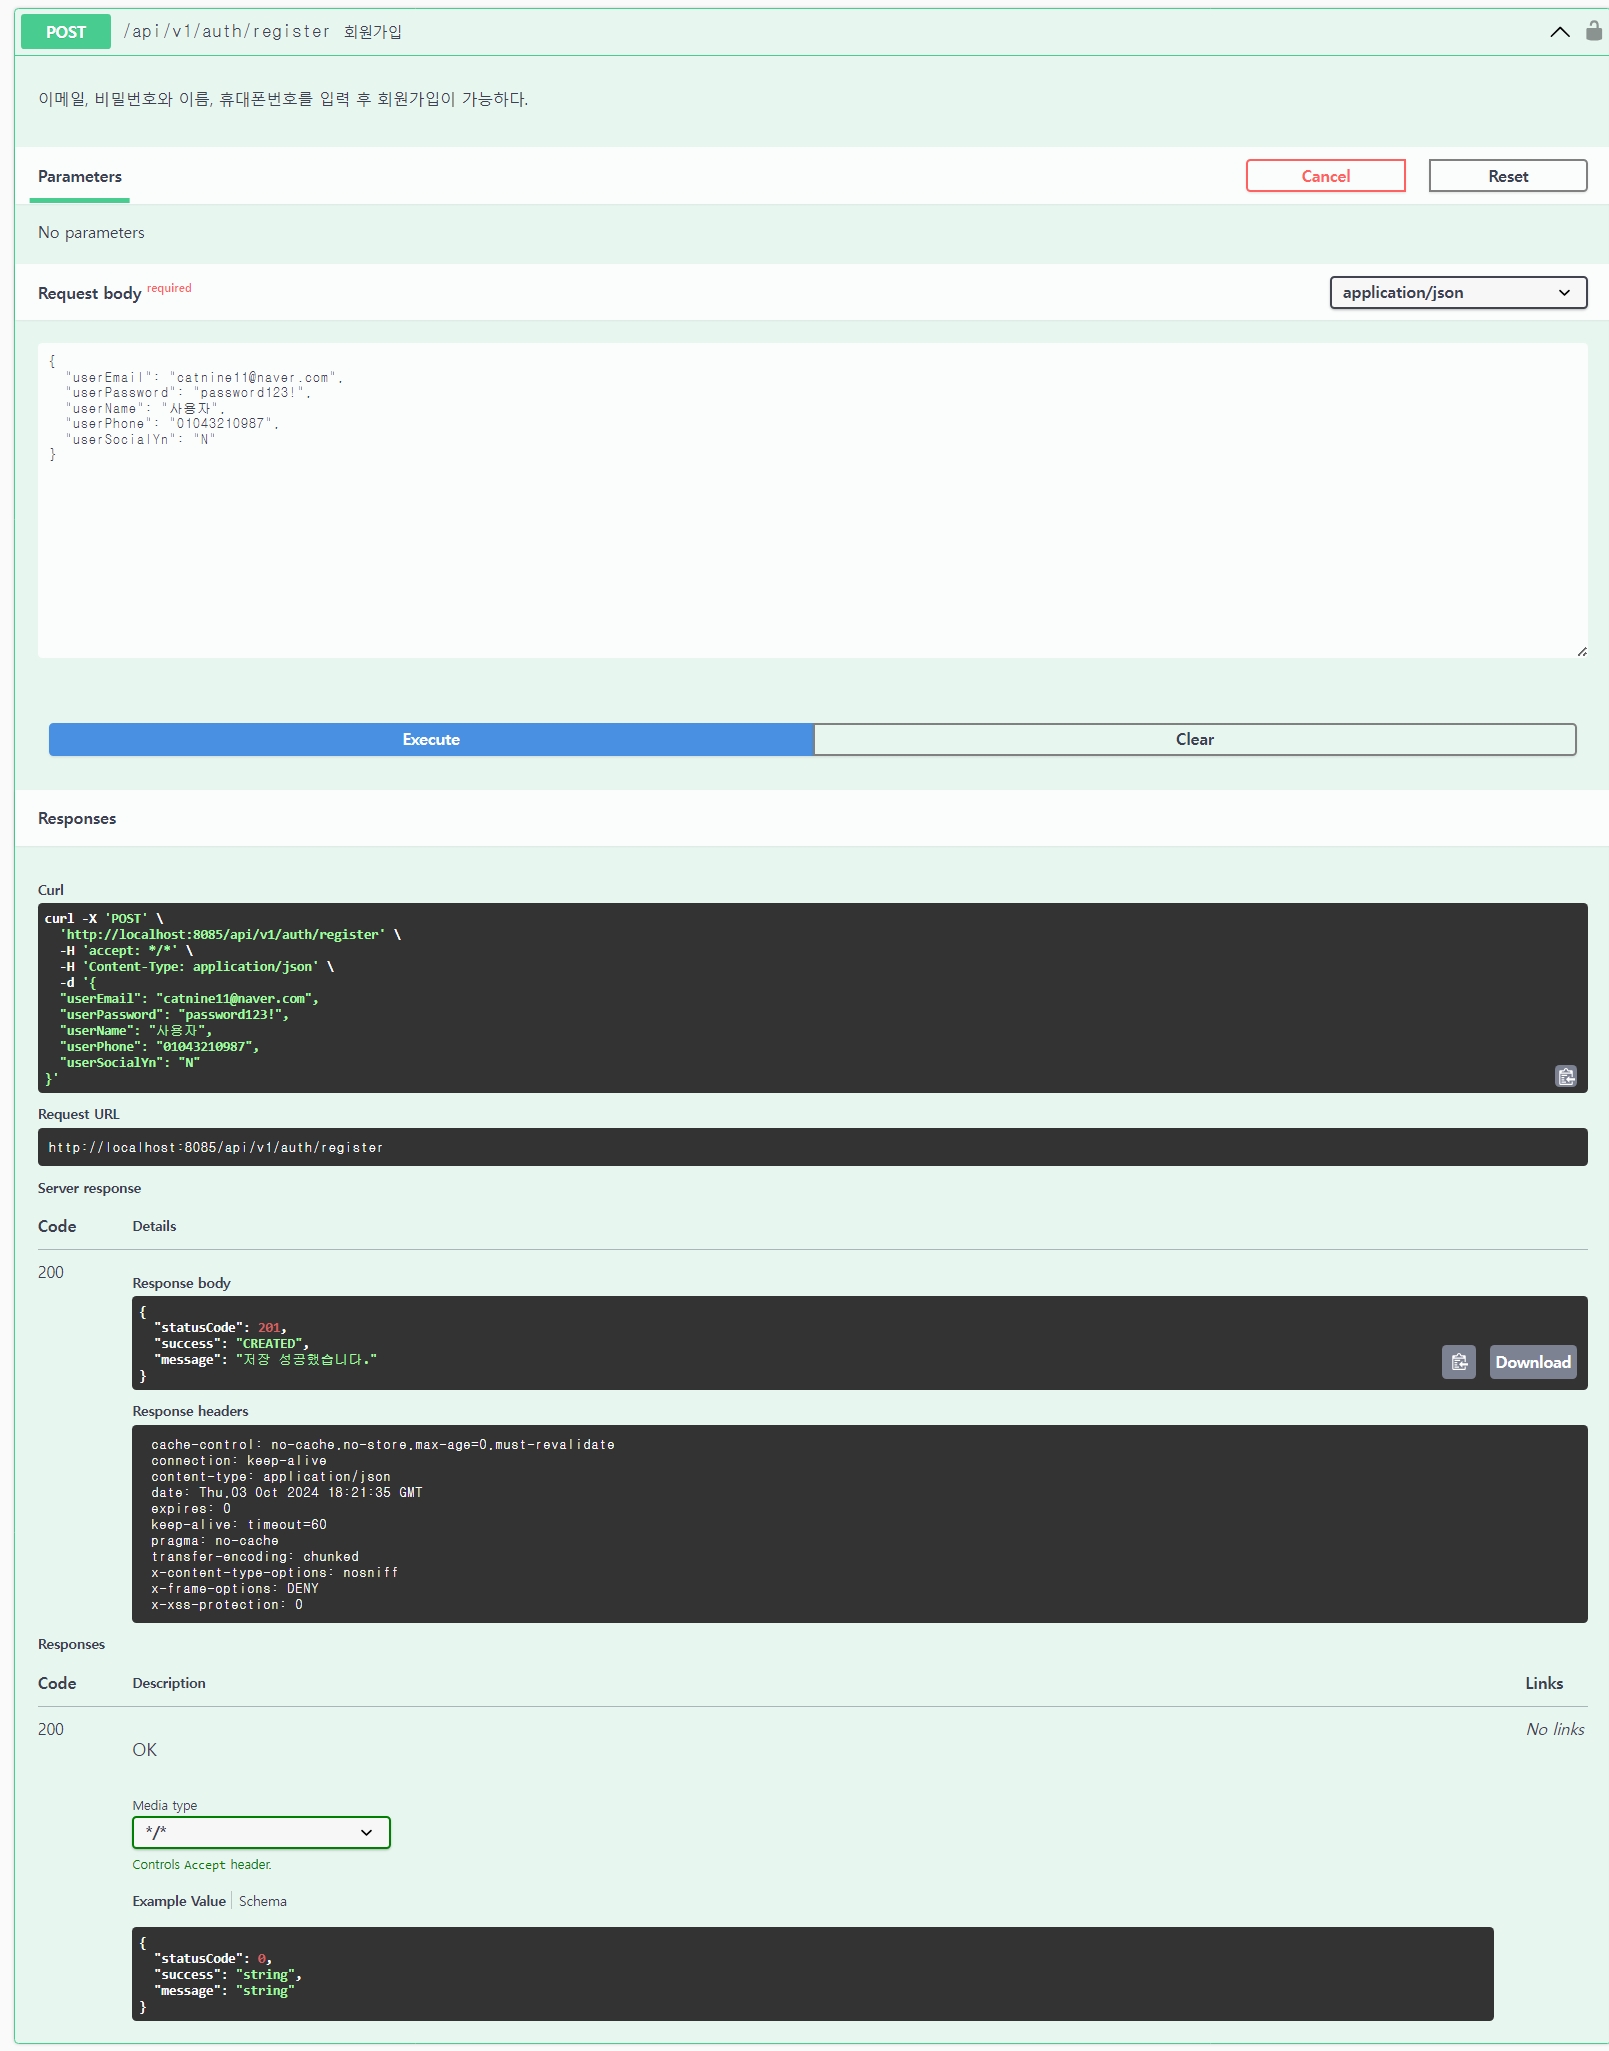 POST /api/v1/auth/register 회원가입
이메일, 비밀번호와 이름, 휴대폰번호를 입력 후 회원가입이 가능하다.
Parameters Cancel Reset
No parameters
Request body required application/json
{
"userEmail": "catnine11@naver.com",
"userPassword": "password123!",
"userName": "사용자",
"userPhone": "01043210987",
"userSocialYn": "N"
}
Execute Clear
Responses
Curl
curl -X 'POST' \
'http://localhost:8085/api/v1/auth/register' \
-H 'accept: */*' \
-H 'Content-Type: application/json' \
-d '{
"userEmail": "catnine11@naver.com",
"userPassword": "password123!",
"userName": "사용자",
"userPhone": "01043210987",
"userSocialYn": "N"
}'
Request URL
http://localhost:8085/api/v1/auth/register
Server response
Code Details
200
Response body
{
"statusCode": 201,
"success": "CREATED",
"message": "저장 성공했습니다."
}
Download
Response headers
cache-control: no-cache,no-store,max-age=0,must-revalidate
connection: keep-alive
content-type: application/json
date: Thu,03 Oct 2024 18:21:35 GMT
expires: 0
keep-alive: timeout=60
pragma: no-cache
transfer-encoding: chunked
x-content-type-options: nosniff
x-frame-options: DENY
x-xss-protection: 0
Responses
Code Description Links
200 No links
OK
Media type
*/*
Controls Accept header.
Example Value Schema
{
"statusCode": 0,
"success": "string",
"message": "string"
}